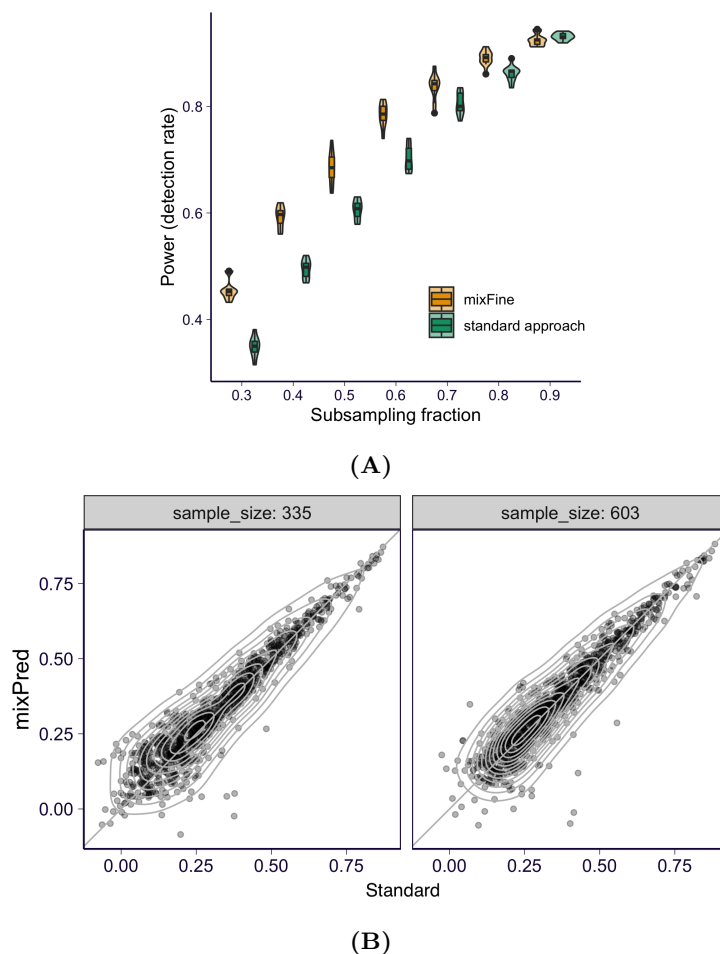 Power (detection rate)
0.8
0.6
0.4
mixFine
standard approach
0.3 0.4 0.5 0.6 0.7 0.8 0.9
Subsampling fraction
(A)
sample_size: 335 sample_size: 603
mixPred
0.75
0.50
0.25
0.00
0.00 0.25 0.50 0.75 0.00 0.25 0.50 0.75
Standard
(B)